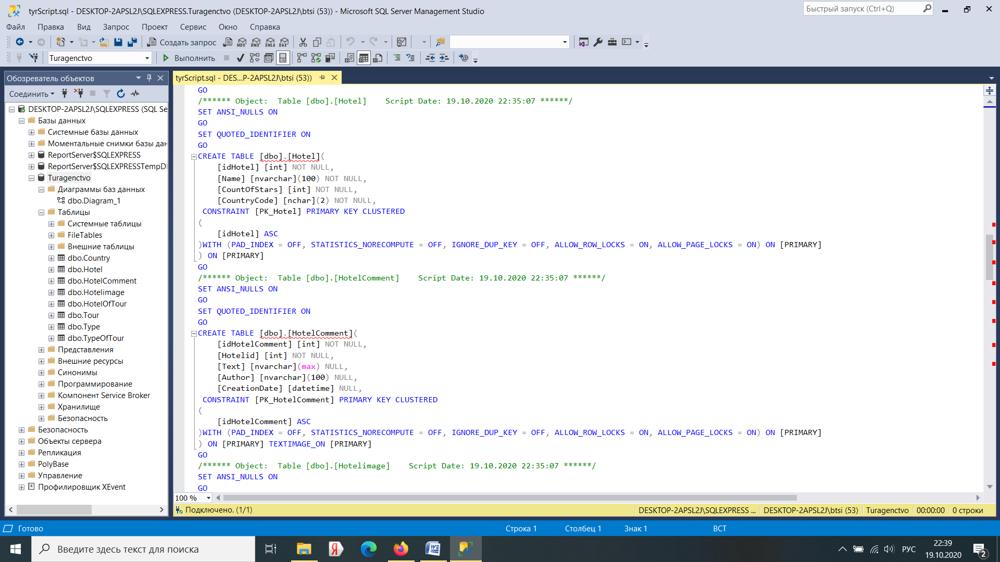 tyrScript.sql - DESKTOP-2APSL2J\SQLEXPRESS.Turagenctvo (DESKTOP-2APSL2J\btsi (53)) - Microsoft SQL Server Management Studio
Быстрый запуск (Ctrl+Q)
Файл Правка Вид Запрос Проект Сервис Окно Справка
Создать запрос MDX DMX XMLA DAX
Turagenctvo Выполнить
Обозреватель объектов
Соединить
DESKTOP-2APSL2J\SQLEXPRESS (SQL Se
Базы данных
Системные базы данных
Моментальные снимки базы дан
ReportServer$SQLEXPRESS
ReportServer$SQLEXPRESSTempDI
Turagenctvo
Диаграммы баз данных
dbo.Diagram_1
Таблицы
Системные таблицы
FileTables
Внешние таблицы
dbo.Country
dbo.Hotel
dbo.HotelComment
dbo.Hotelimage
dbo.HotelOfTour
dbo.Tour
dbo.Type
dbo.TypeOfTour
Представления
Внешние ресурсы
Синонимы
Программирование
Компонент Service Broker
Хранилище
Безопасность
Безопасность
Объекты сервера
Репликация
PolyBase
Управление
Профилировщик XEvent
tyrScript.sql - DES...P-2APSL2J\btsi (53))
GO
/****** Object:  Table [dbo].[Hotel]    Script Date: 19.10.2020 22:35:07 ******/
SET ANSI_NULLS ON
GO
SET QUOTED_IDENTIFIER ON
GO
CREATE TABLE [dbo].[Hotel](
[idHotel] [int] NOT NULL,
[Name] [nvarchar](100) NOT NULL,
[CountOfStars] [int] NOT NULL,
[CountryCode] [nchar](2) NOT NULL,
CONSTRAINT [PK_Hotel] PRIMARY KEY CLUSTERED
(
[idHotel] ASC
)WITH (PAD_INDEX = OFF, STATISTICS_NORECOMPUTE = OFF, IGNORE_DUP_KEY = OFF, ALLOW_ROW_LOCKS = ON, ALLOW_PAGE_LOCKS = ON) ON [PRIMARY]
) ON [PRIMARY]
GO
/****** Object:  Table [dbo].[HotelComment]    Script Date: 19.10.2020 22:35:07 ******/
SET ANSI_NULLS ON
GO
SET QUOTED_IDENTIFIER ON
GO
CREATE TABLE [dbo].[HotelComment](
[idHotelComment] [int] NOT NULL,
[Hotelid] [int] NOT NULL,
[Text] [nvarchar](max) NULL,
[Author] [nvarchar](100) NULL,
[CreationDate] [datetime] NULL,
CONSTRAINT [PK_HotelComment] PRIMARY KEY CLUSTERED
(
[idHotelComment] ASC
)WITH (PAD_INDEX = OFF, STATISTICS_NORECOMPUTE = OFF, IGNORE_DUP_KEY = OFF, ALLOW_ROW_LOCKS = ON, ALLOW_PAGE_LOCKS = ON) ON [PRIMARY]
) ON [PRIMARY] TEXTIMAGE_ON [PRIMARY]
GO
/****** Object:  Table [dbo].[Hotelimage]    Script Date: 19.10.2020 22:35:07 ******/
SET ANSI_NULLS ON
GO
100 %
Подключено. (1/1) DESKTOP-2APSL2J\SQLEXPRESS ... DESKTOP-2APSL2J\btsi (53) Turagenctvo 00:00:00 0 строки
Готово Строка 1 Столбец 1 Знак 1 ВСТ
Введите здесь текст для поиска
РУС
22:39
19.10.2020
2